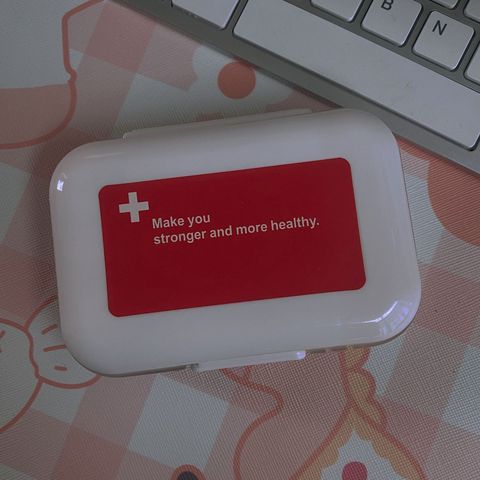 B
N
Make you
stronger and more healthy.